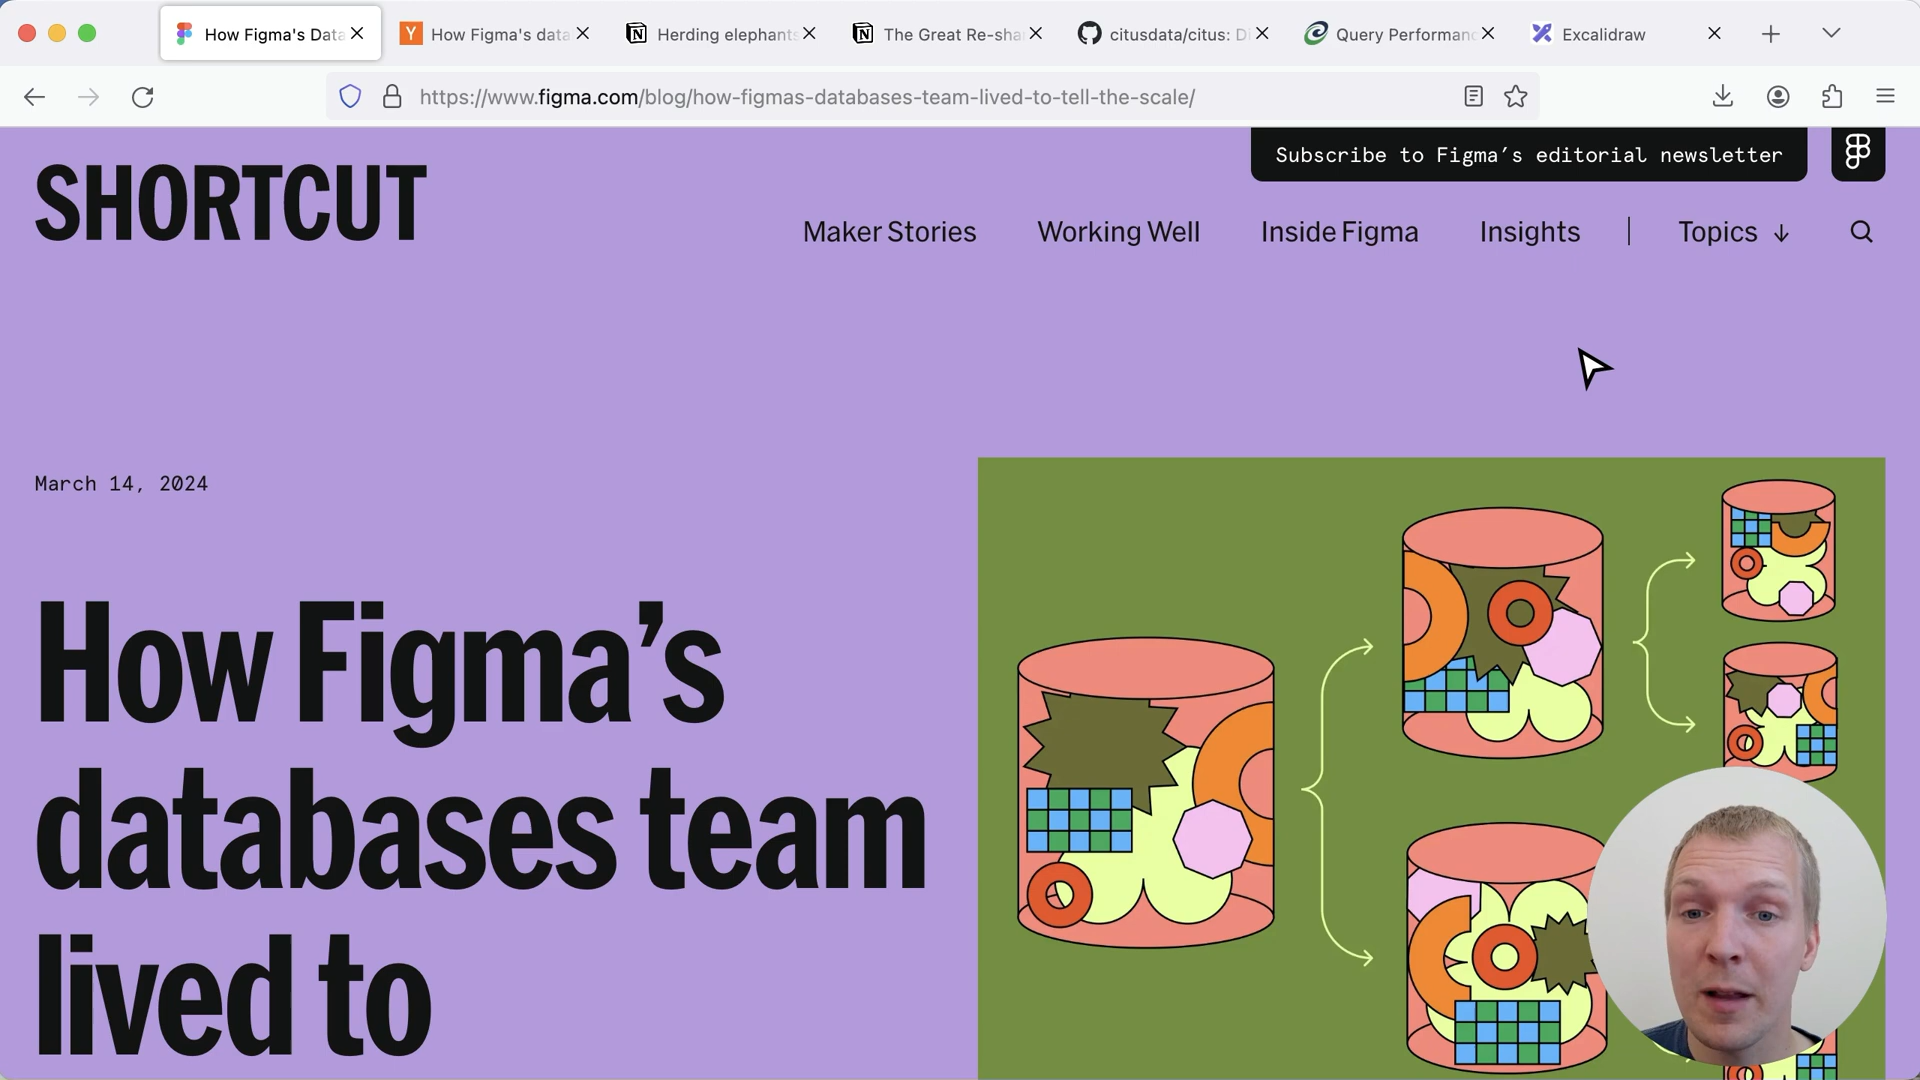 How Figma's Data
How Figma's data
Herding elephants
The Great Re-sha
citusdata/citus: Di
Query Performanc
Excalidraw
https://www.figma.com/blog/how-figmas-databases-team-lived-to-tell-the-scale/
Subscribe to Figma's editorial newsletter
SHORTCUT
Maker Stories
Working Well
Inside Figma
Insights
Topics ↓
March 14, 2024
How Figma's
databases team
lived to